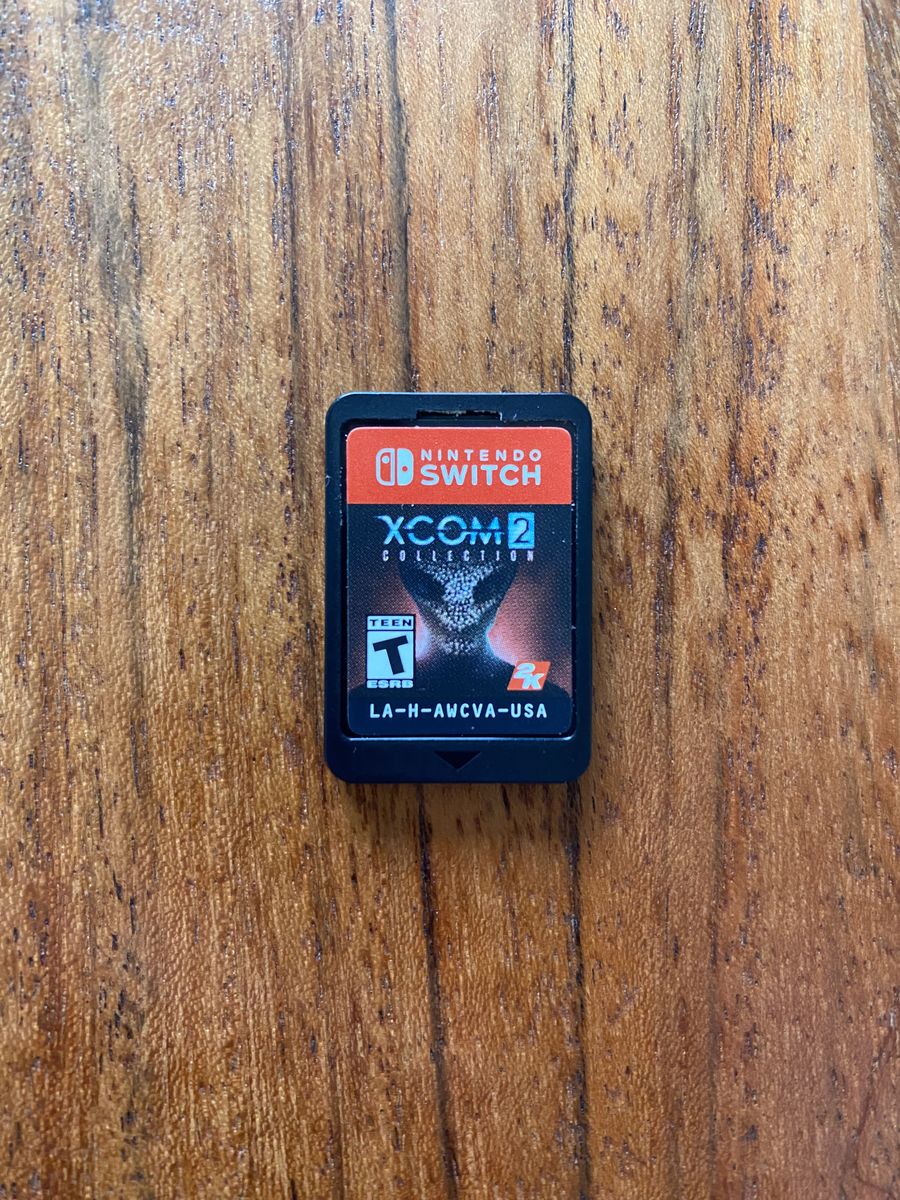 NINTENDO
SWITCH
XCOM 2
COLLECTION
TEEN
T
ESRB
2K
LA-H-AWCVA-USA